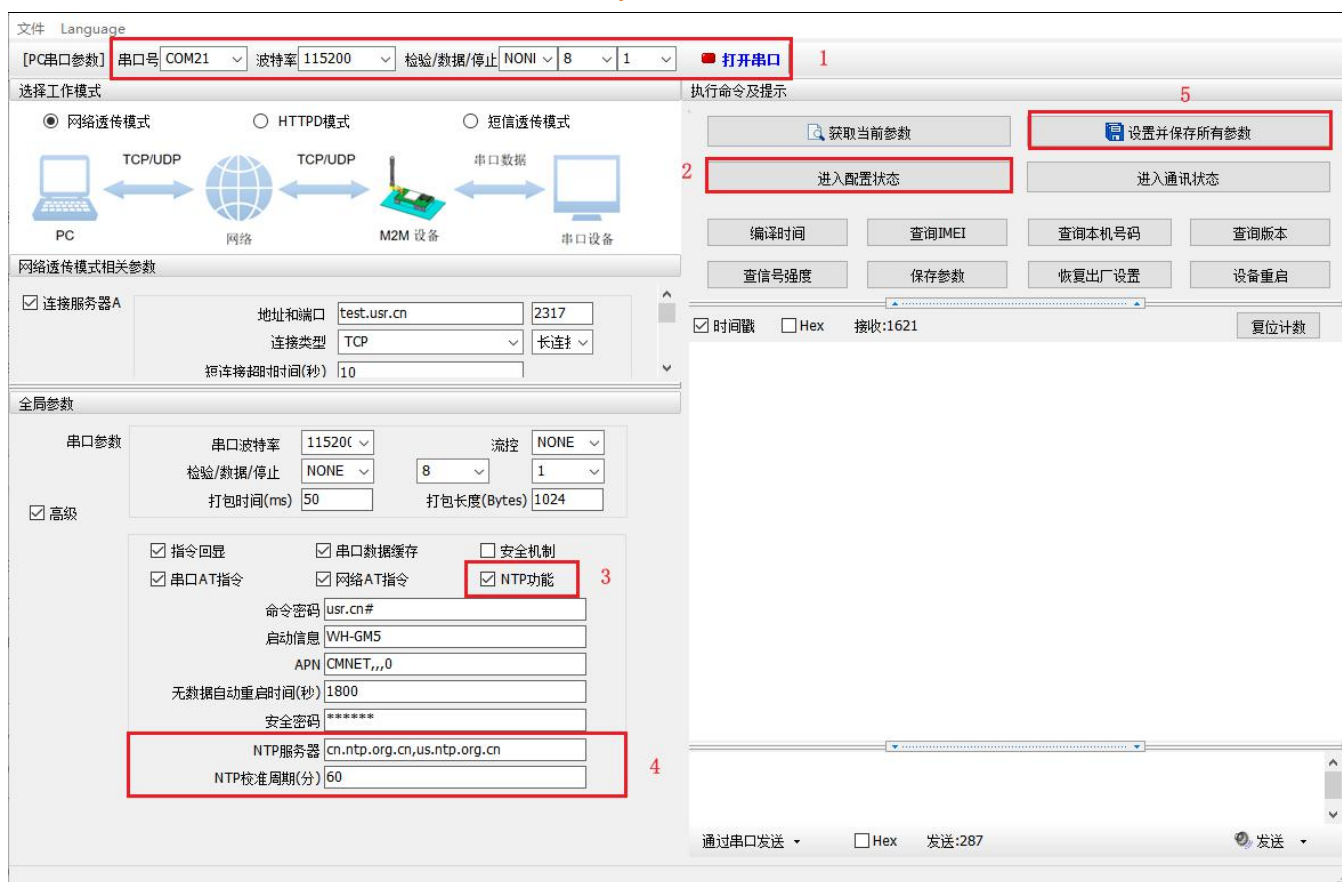 文件 Language
[PC串口参数] 串口号 COM21 波特率 115200 检验/数据/停止 NONI 8 1 打开串口 1
选择工作模式
网络透传模式 HTTPD模式 短信透传模式
TCP/UDP TCP/UDP 串口数据
PC 网络 M2M 设备 串口设备
网络透传模式相关参数
连接服务器A
地址和端口 test.usr.cn 2317
连接类型 TCP 长连接
短连接超时时间(秒) 10
全局参数
串口参数
串口波特率 11520( 流控 NONE
检验/数据/停止 NONE 8 1
打包时间(ms) 50 打包长度(Bytes) 1024
高级
指令回显 串口数据缓存 安全机制
串口AT指令 网络AT指令 NTP功能 3
命令密码 usr.cn#
启动信息 WH-GM5
APN CMNET,,,0
无数据自动重启时间(秒) 1800
安全密码 ******
NTP服务器 cn.ntp.org.cn,us.ntp.org.cn
NTP校准周期(分) 60
4
执行命令及提示
5
获取当前参数 设置并保存所有参数
2 进入配置状态 进入通讯状态
编译时间 查询IMEI 查询本机号码 查询版本
查信号强度 保存参数 恢复出厂设置 设备重启
时间戳 Hex 接收:1621 复位计数
通过串口发送 Hex 发送:287 发送